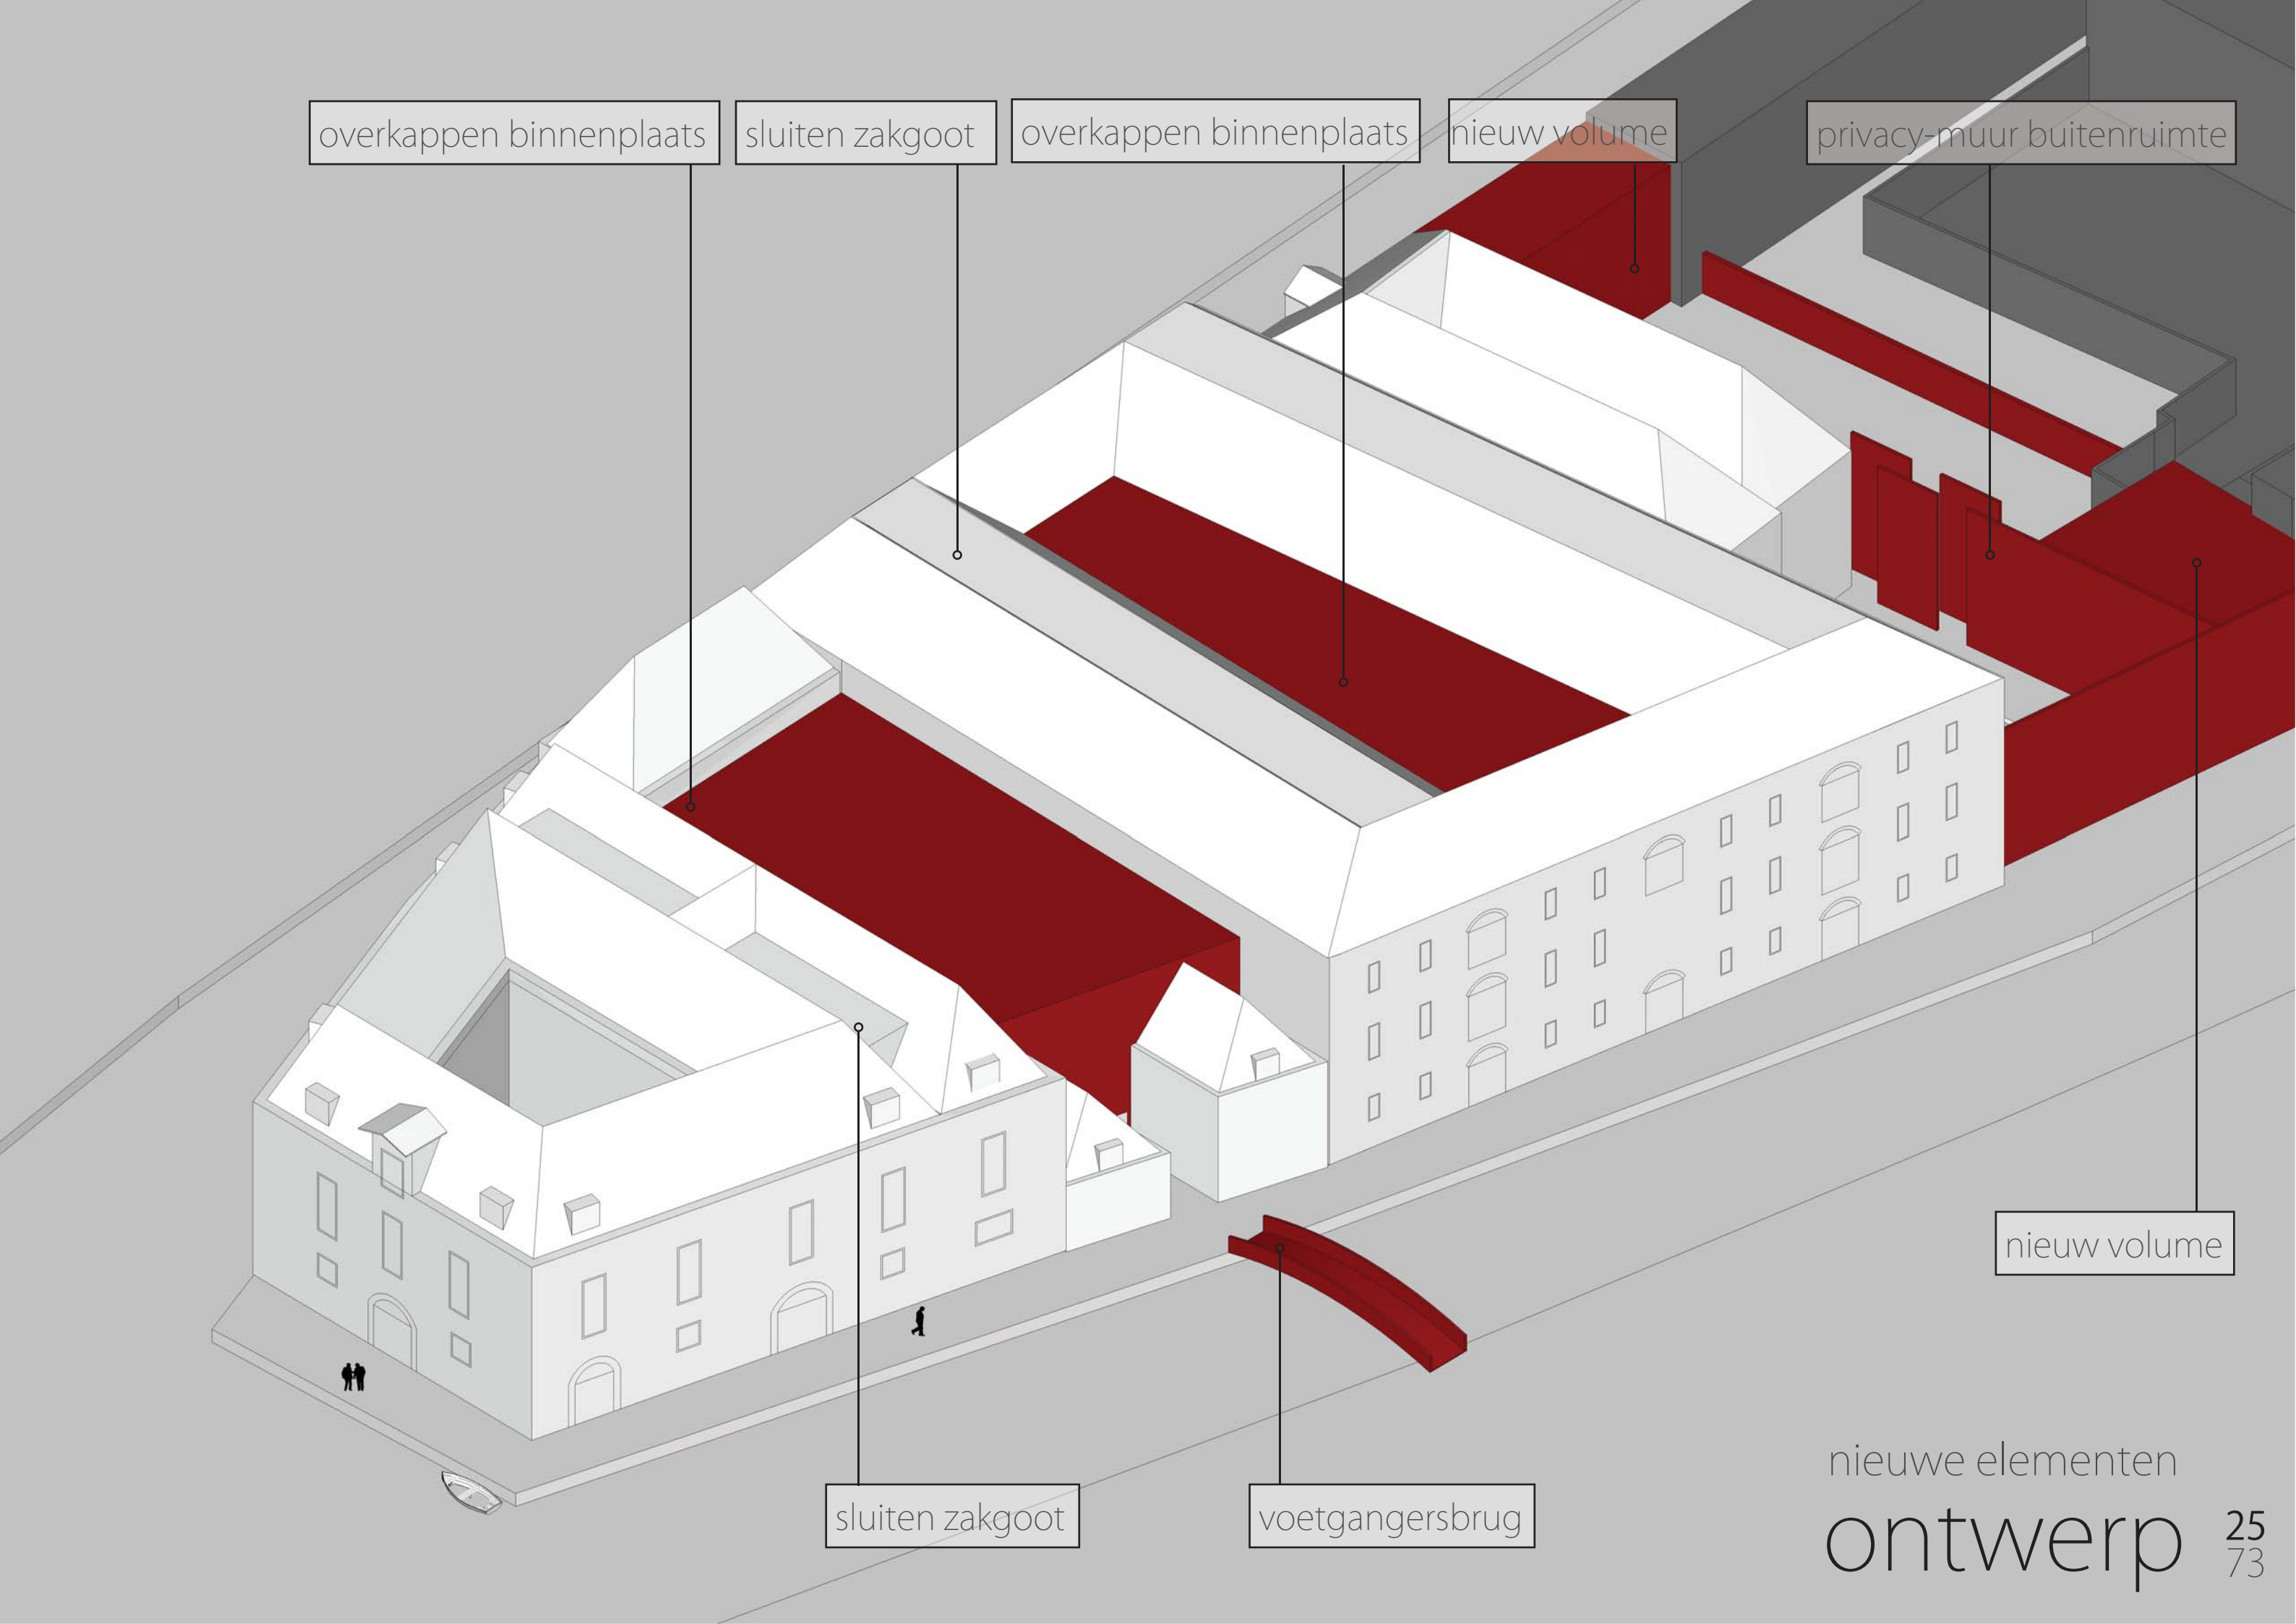 overkappen binnenplaats
sluiten zakgoot
overkappen binnenplaats
nieuw volume
privacy-muur buitenruimte
nieuw volume
sluiten zakgoot
voetgangersbrug
nieuwe elementen
ontwerp
25
73